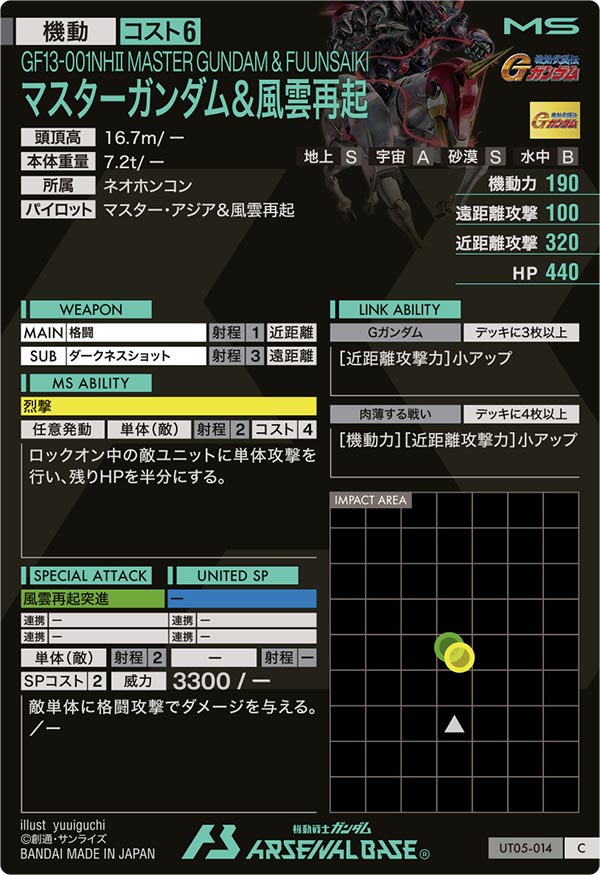 機動 コスト6
MS
GF13-001NHⅡ MASTER GUNDAM & FUUNSAIKI
マスターガンダム&風雲再起
機動武闘伝
Gガンダム
機動武闘伝
Gガンダム
頭頂高 16.7m/ー
本体重量 7.2t/ー
所属 ネオホンコン
パイロット マスター・アジア&風雲再起
地上 S 宇宙 A 砂漠 S 水中 B
機動力 190
遠距離攻撃 100
近距離攻撃 320
HP 440
WEAPON
MAIN 格闘 射程 1 近距離
SUB ダークネスショット 射程 3 遠距離
MS ABILITY
烈撃
任意発動 単体(敵) 射程 2 コスト 4
ロックオン中の敵ユニットに単体攻撃を
行い、残りHPを半分にする。
LINK ABILITY
Gガンダム デッキに3枚以上
[近距離攻撃力]小アップ
肉薄する戦い デッキに4枚以上
[機動力][近距離攻撃力]小アップ
IMPACT AREA
SPECIAL ATTACK UNITED SP
風雲再起突進 ー
連携 ー 連携 ー
連携 ー 連携 ー
単体(敵) 射程 2 ー 射程 ー
SPコスト 2 威力 3300 / ー
敵単体に格闘攻撃でダメージを与える。
/ー
illust yuuiguchi
©創通・サンライズ
BANDAI MADE IN JAPAN
機動戦士ガンダム
AB ARSENAL BASE®
UT05-014 C